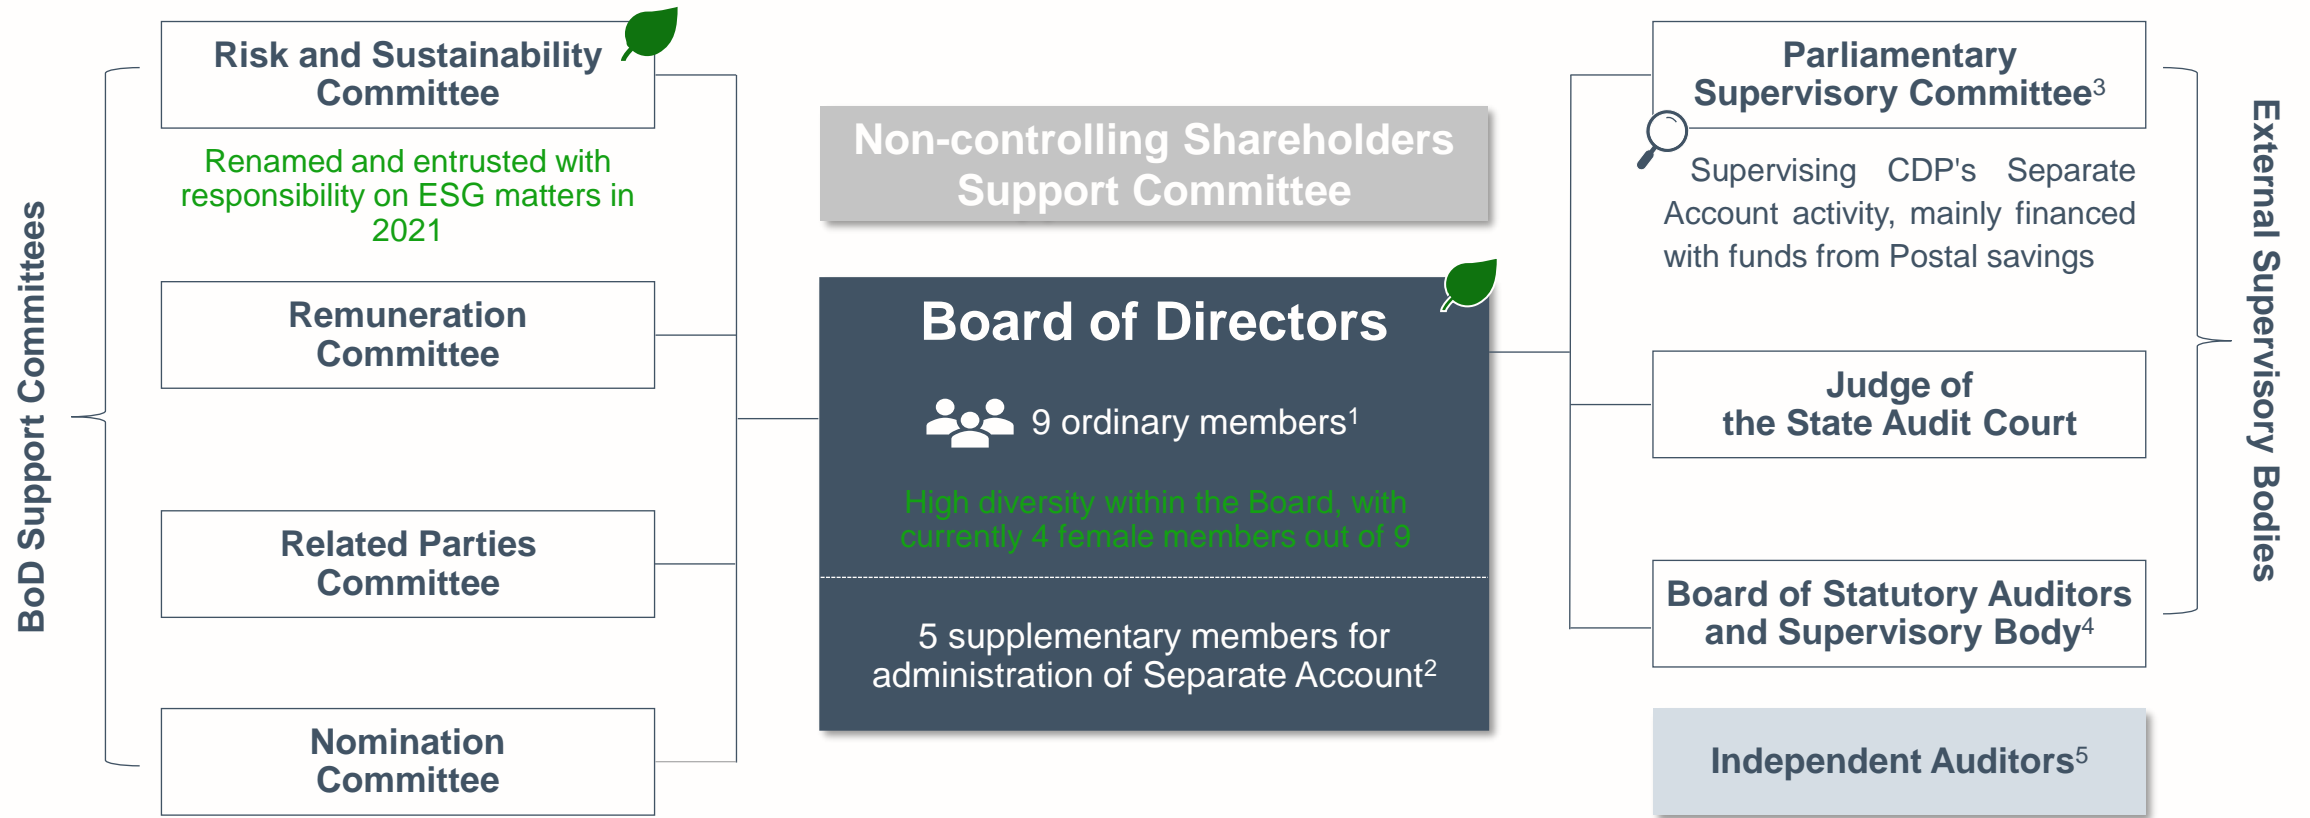 BoD Support Committees
Risk and Sustainability
Committee
Renamed and entrusted with
responsibility on ESG matters in
2021
Remuneration
Committee
Related Parties
Committee
Nomination
Committee
Non-controlling Shareholders
Support Committee
Board of Directors
9 ordinary members¹
High diversity within the Board, with
currently 4 female members out of 9
5 supplementary members for
administration of Separate Account²
Parliamentary
Supervisory Committee³
Supervising CDP's Separate
Account activity, mainly financed
with funds from Postal savings
Judge of
the State Audit Court
Board of Statutory Auditors
and Supervisory Body⁴
Independent Auditors⁵
External Supervisory Bodies